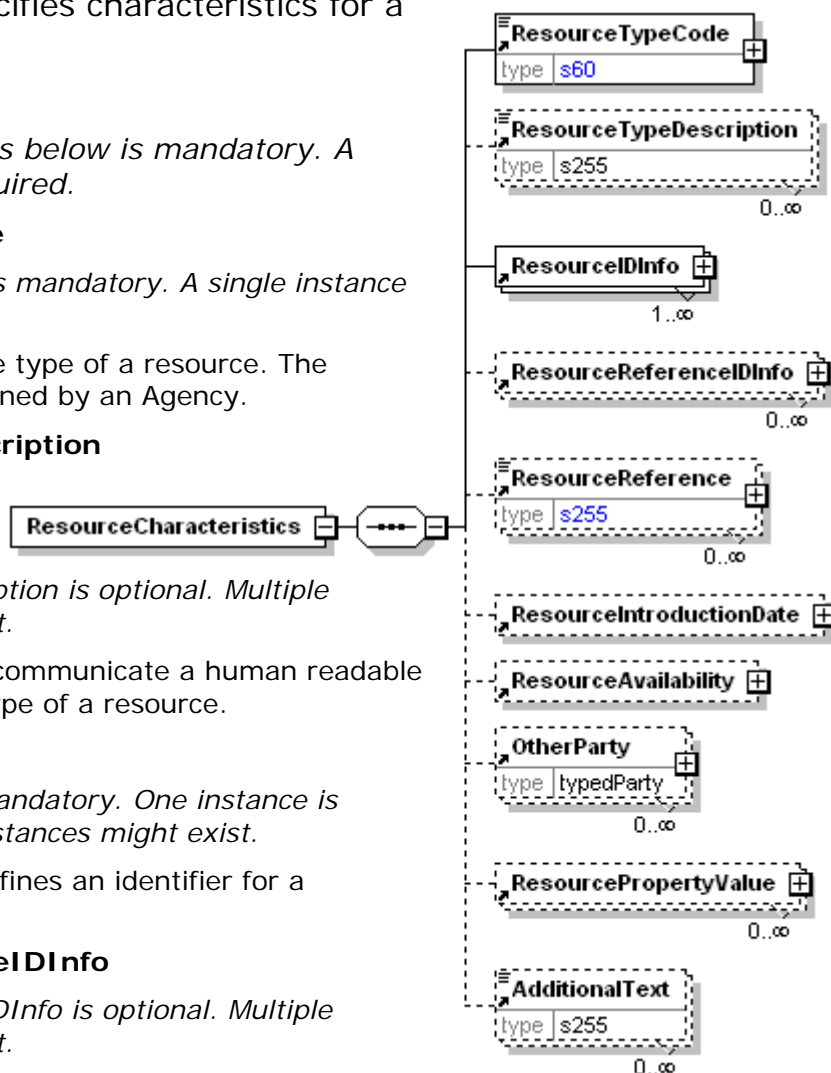 cifies characteristics for a
s below is mandatory. A
uired.
e
s mandatory. A single instance
e type of a resource. The
ned by an Agency.
cription
ResourceCharacteristics
ption is optional. Multiple
t.
communicate a human readable
ype of a resource.
andatory. One instance is
stances might exist.
fines an identifier for a
eIDInfo
DInfo is optional. Multiple
t.
ResourceTypeCode
type s60
ResourceTypeDescription
type s255
0..∞
ResourceIDInfo
1..∞
ResourceReferenceIDInfo
0..∞
ResourceReference
type s255
0..∞
ResourceIntroductionDate
ResourceAvailability
OtherParty
type typedParty
0..∞
ResourcePropertyValue
0..∞
AdditionalText
type s255
0..∞